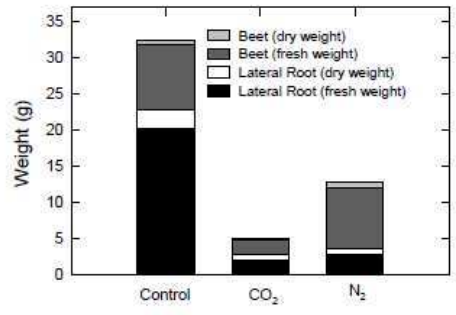 35
30
25
20
15
10
5
0
Weight (g)
Beet (dry weight)
Beet (fresh weight)
Lateral Root (dry weight)
Lateral Root (fresh weight)
Control
CO₂
N₂